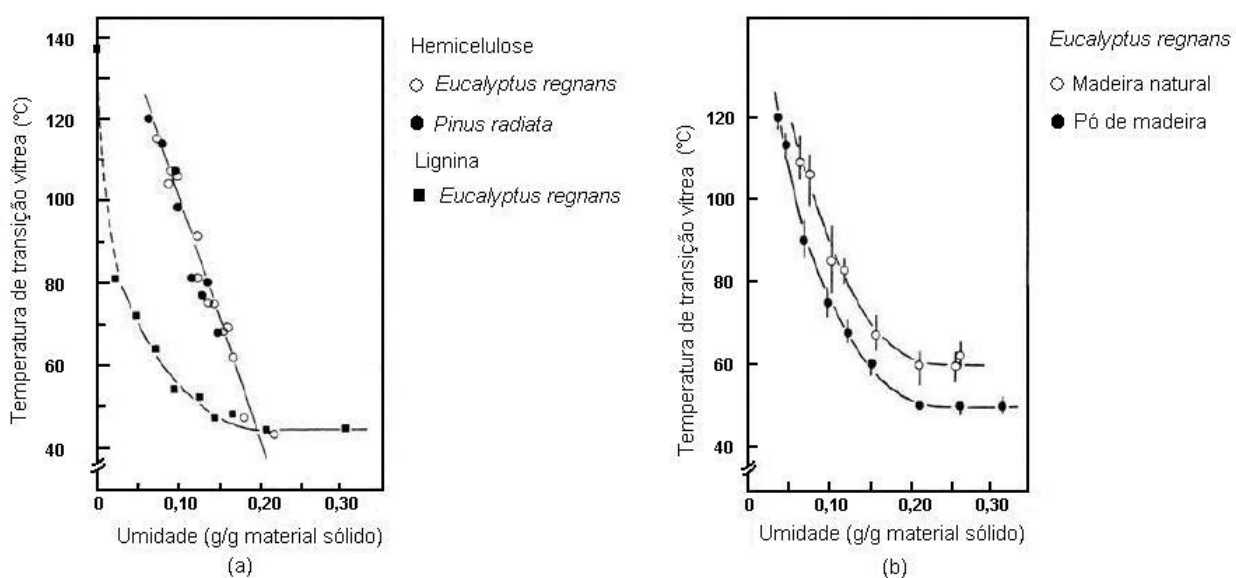 Temperatura de transição vítrea (°C)
140
120
100
80
60
40
0
0,10
0,20
0,30
Umidade (g/g material sólido)
(a)
Hemicelulose
Eucalyptus regnans
Pinus radiata
Lignina
Eucalyptus regnans
Temperatura de transição vítrea (°C)
120
100
80
60
40
0
0,10
0,20
0,30
Umidade (g/g material sólido)
(b)
Eucalyptus regnans
Madeira natural
Pó de madeira